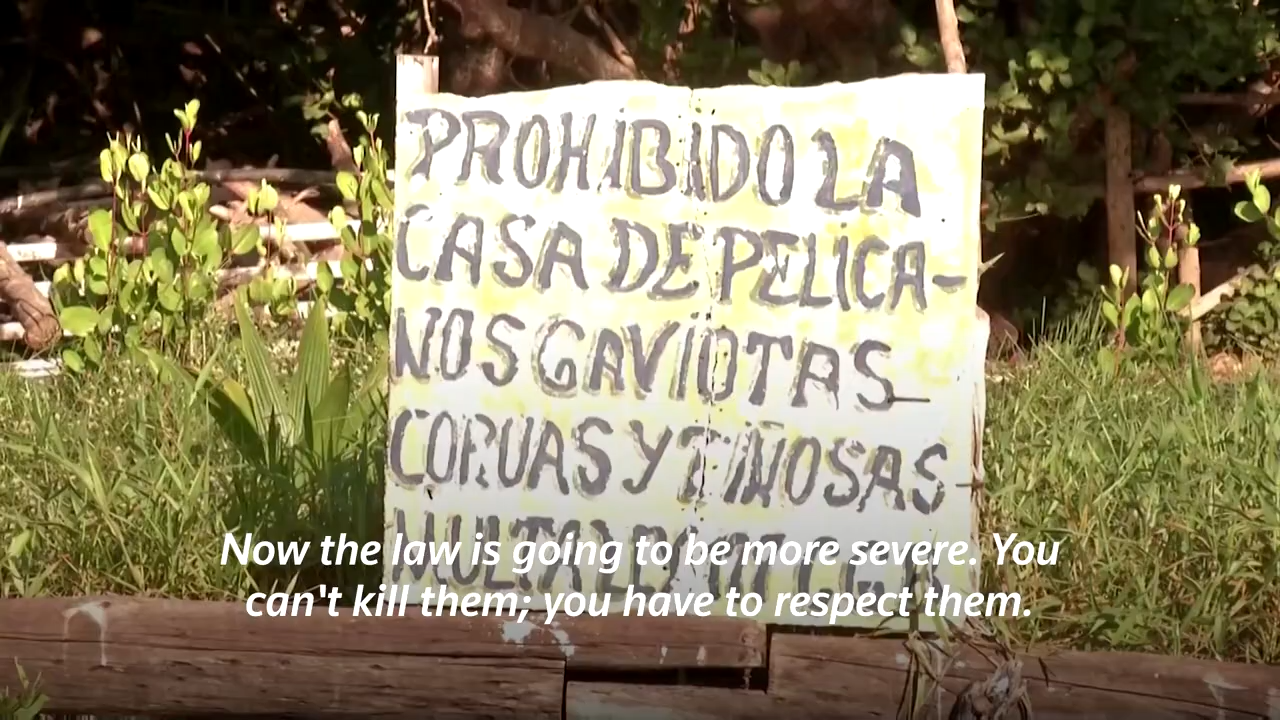 PROHIBIDO LA
CASA DE PELICA-
NOS GAVIOTAS
CORUAS Y TIÑOSAS
MULTA
Now the law is going to be more severe. You
can't kill them; you have to respect them.